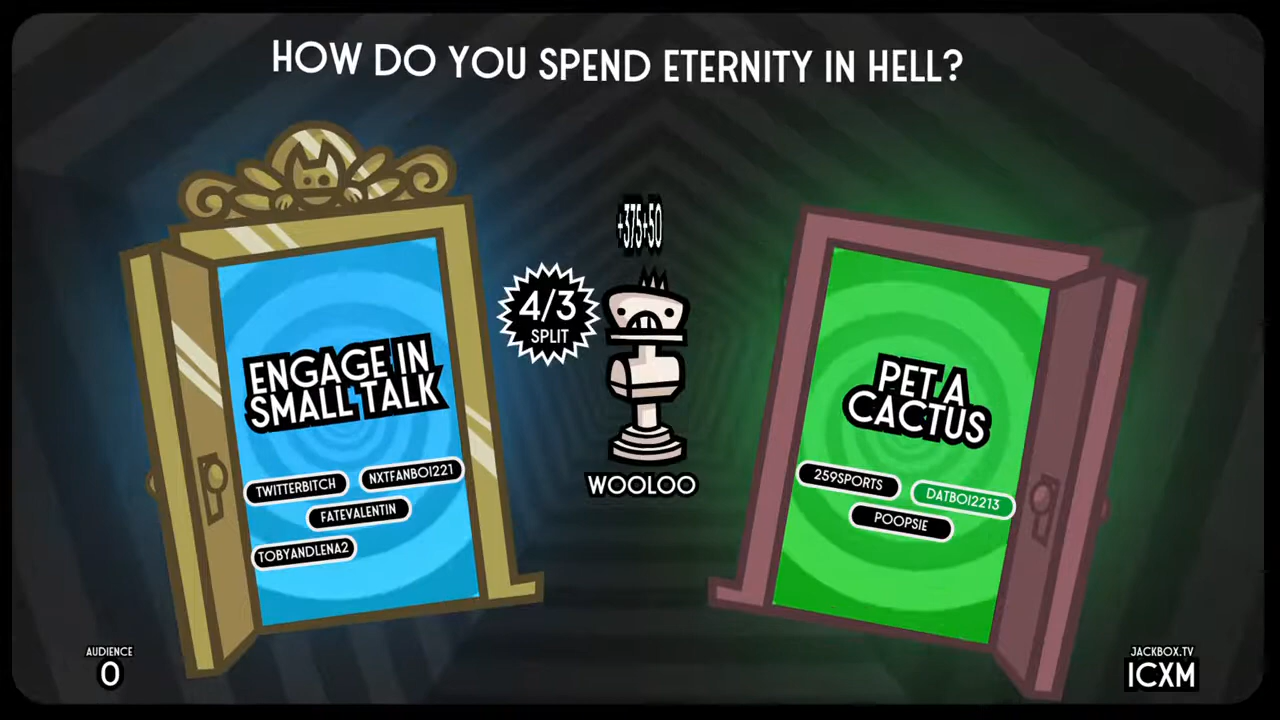 HOW DO YOU SPEND ETERNITY IN HELL?
+375+50
4/3
SPLIT
ENGAGE IN
SMALL TALK
TWITTERBITCH
NXTFANBOI221
FATEVALENTIN
TOBYANDLENA2
WOOLOO
PET A
CACTUS
259SPORTS
DATBOI2213
POOPSIE
AUDIENCE
0
JACKBOX.TV
ICXM